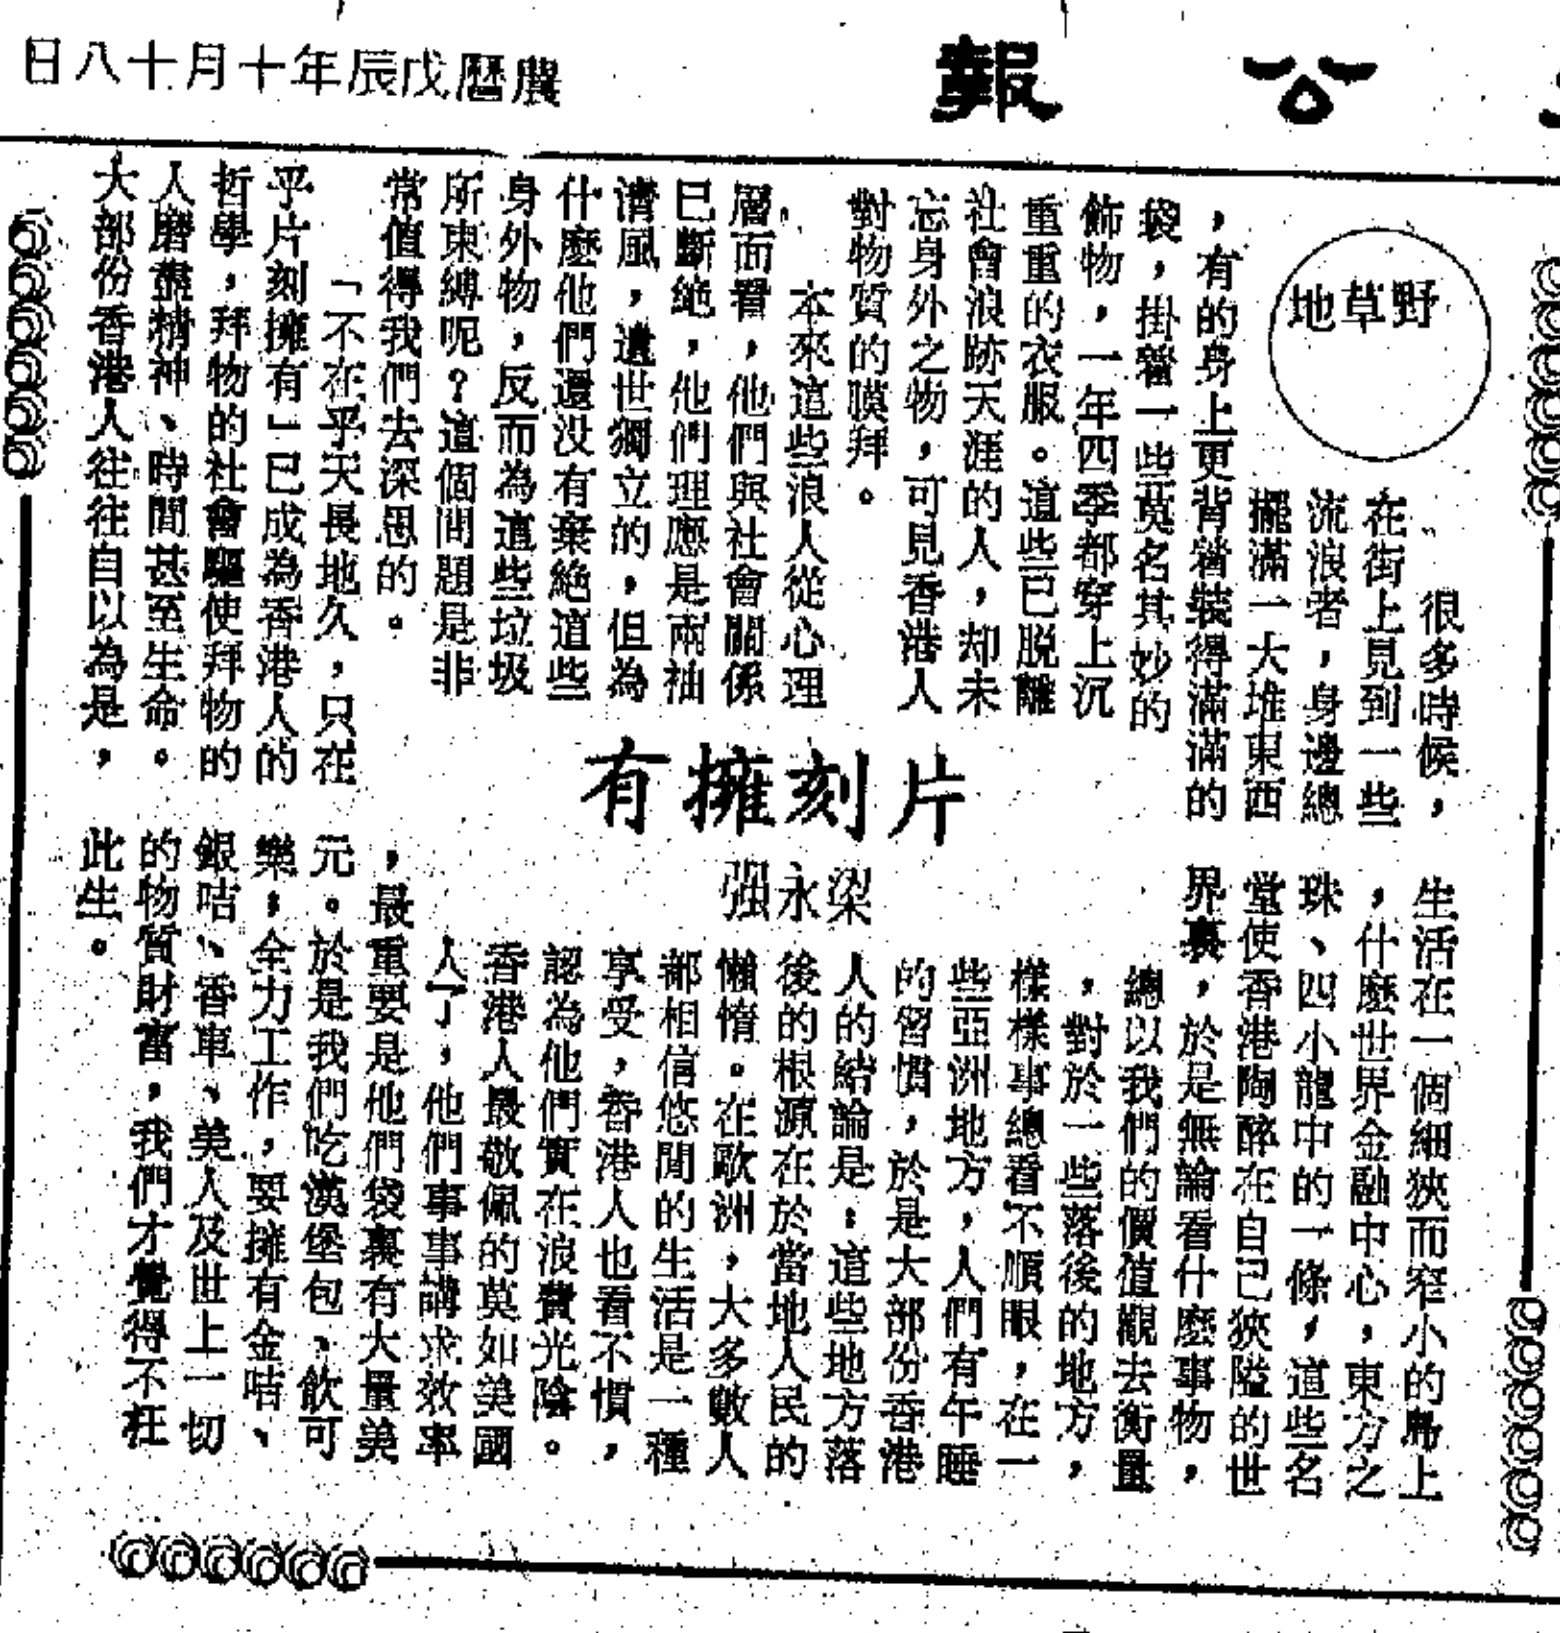 公報
農曆戊辰年十月十八日
野草地
片刻擁有
梁永强
很多時候，
在街上見到一些
流浪者，身邊總
擺滿一大堆東西
，有的身上更背着裝得滿滿的
袋，掛着一些莫名其妙的
飾物，一年四季都穿上沉
重重的衣服。這些已脱離
社會浪跡天涯的人，却未
忘身外之物，可見香港人
對物質的膜拜。
本來這些浪人從心理
層面看，他們與社會關係
已斷絶，他們理應是兩袖
清風，遺世獨立的，但為
什麼他們還没有棄絶這些
身外物，反而為這些垃圾
所束縛呢？這個問題是非
常值得我們去深思的。
「不在乎天長地久，只在
乎片刻擁有」已成為香港人的
哲學，拜物的社會驅使拜物的
人磨盡精神、時間甚至生命。
大部份香港人往往自以為是，
生活在一個細狹而窄小的島上
，什麼世界金融中心，東方之
珠、四小龍中的一條，這些名
堂使香港陶醉在自己狹隘的世
界裏，於是無論看什麼事物，
總以我們的價值觀去衡量
，對於一些落後的地方，
樣樣事總看不順眼，在一
些亞洲地方，人們有午睡
的習慣，於是大部份香港
人的結論是：這些地方落
後的根源在於當地人民的
懶惰。在歐洲，大多數人
都相信悠閒的生活是一種
享受，香港人也看不慣，
認為他們實在浪費光陰。
香港人最敬佩的莫如美國
人了，他們事事講求效率
，最重要是他們袋裏有大量美
元。於是我們吃漢堡包、飲可
樂；全力工作，要擁有金咭、
銀咭、香車、美人及世上一切
的物質財富，我們才覺得不枉
此生。